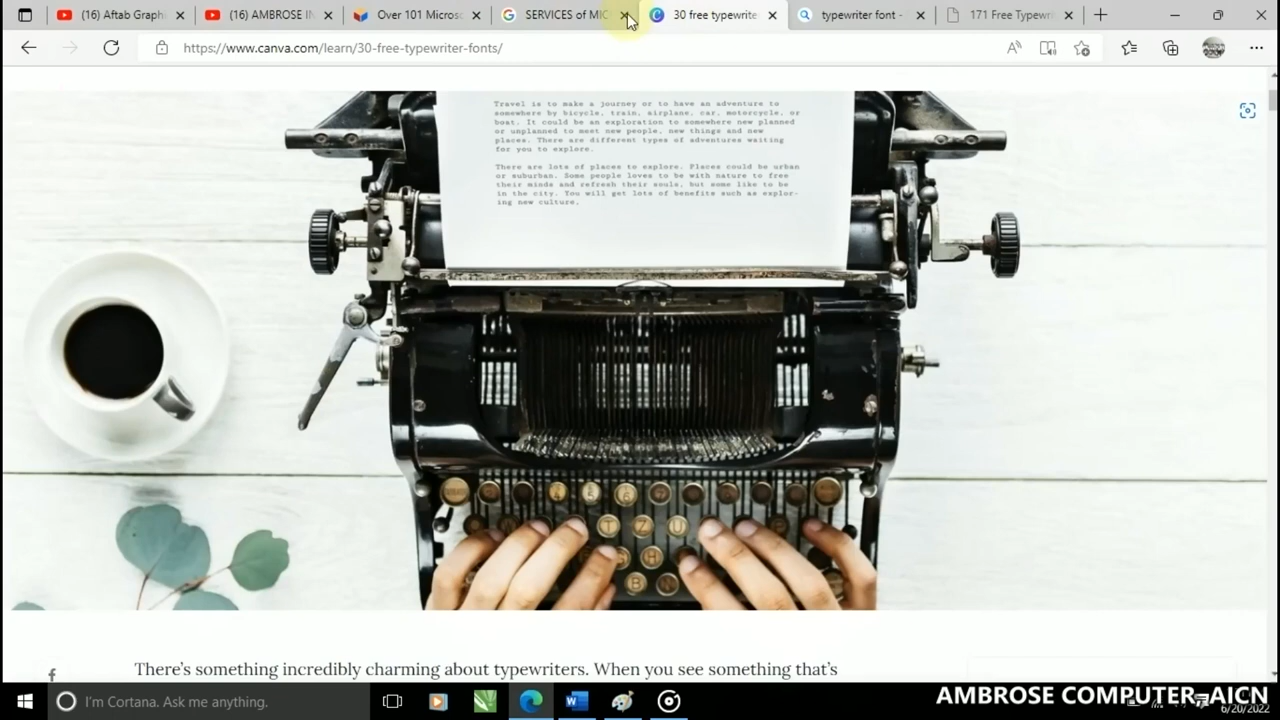 (16) Aftab Graph
(16) AMBROSE IN
Over 101 Micros
SERVICES of MIC
30 free typewrite
typewriter font -
171 Free Typewri
https://www.canva.com/learn/30-free-typewriter-fonts/
Travel is to make a journey or to have an adventure to
somewhere by bicycle, train, airplane, car, motorcycle, or
boat. It could be an exploration to somewhere new planned
or unplanned to meet new people, new things and new
places. There are different types of adventures waiting
for you to explore.
There are lots of places to explore. Places could be urban
or suburban. Some people loves to be with nature to free
their minds and refresh their souls, but some like to be
in the city. You will get lots of benefits such as explor-
ing new culture,
T Z U
H
B
There's something incredibly charming about typewriters. When you see something that's
I'm Cortana. Ask me anything.
AMBROSE COMPUTER-AICN
6/20/2022